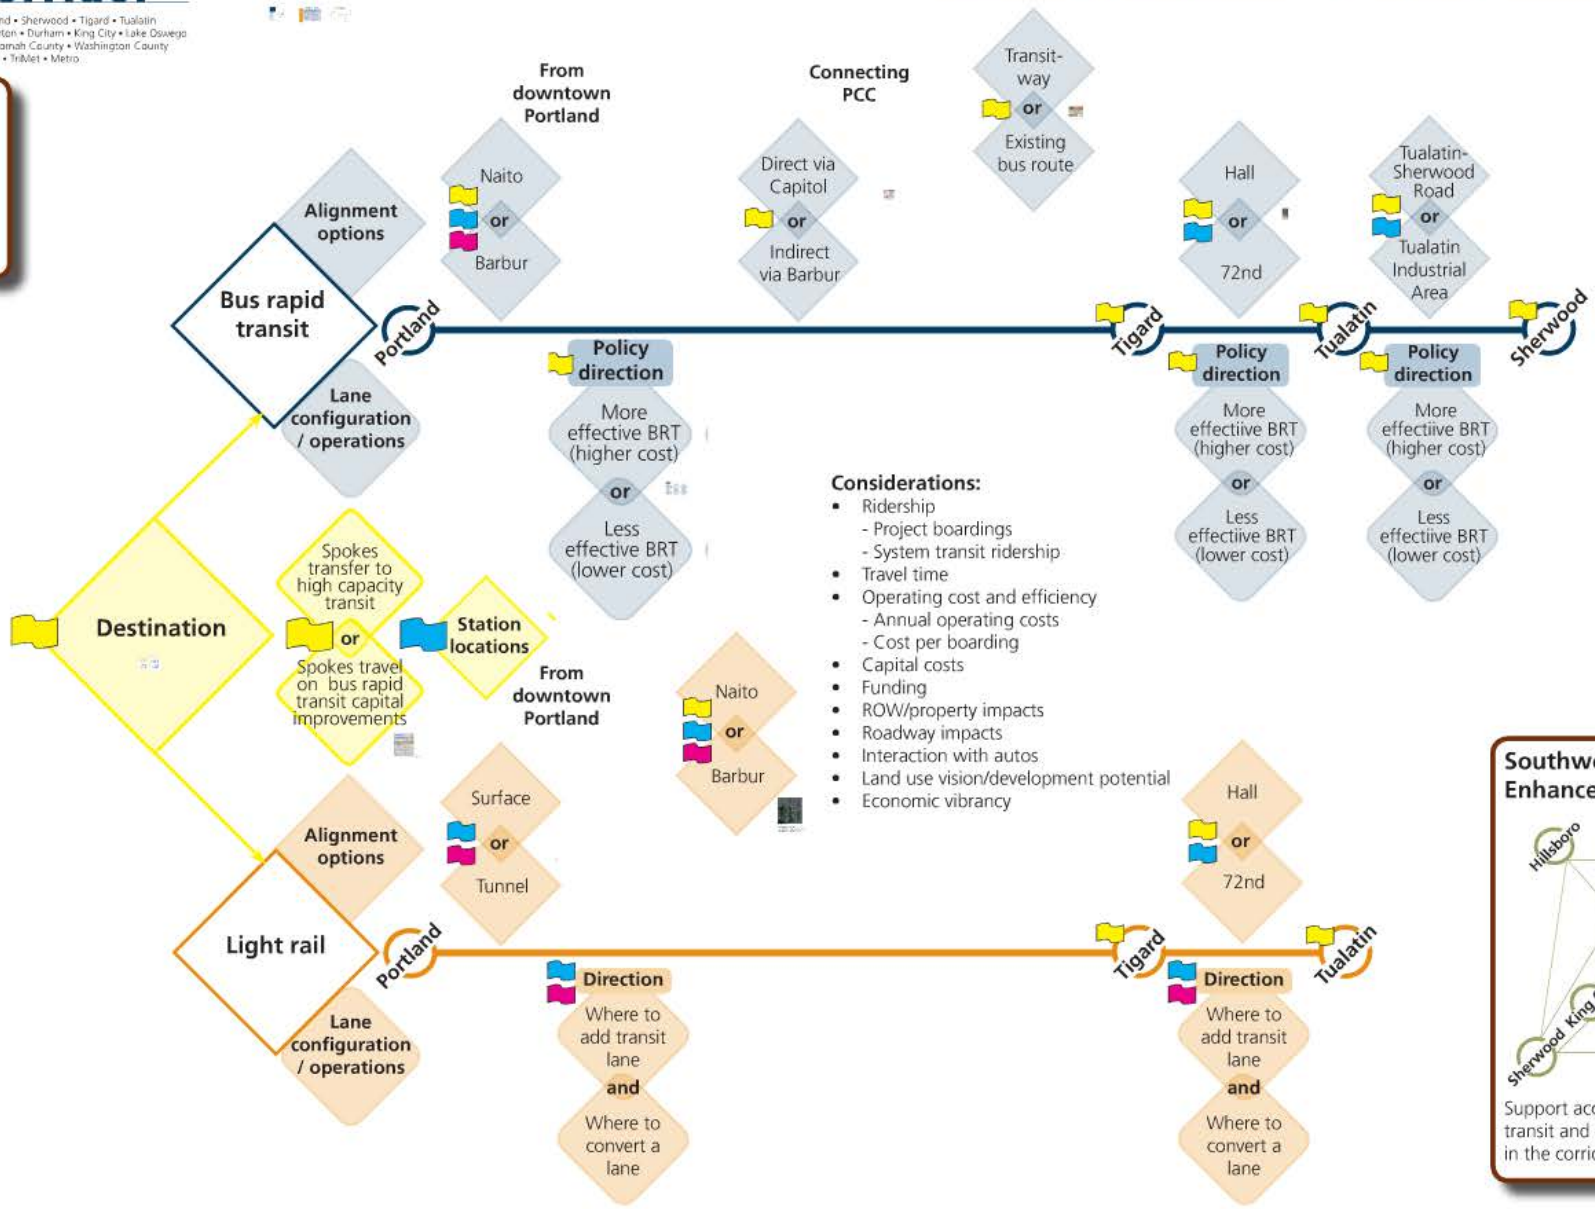 • Sherwood • Tigard • Tualatin
• Durham • King City • Lake Oswego
County • Washington County
• TriMet • Metro
From
downtown
Portland
Connecting
PCC
Transit-
way
or
Existing
bus route
Alignment
options
Naito
or
Barbur
Direct via
Capitol
or
Indirect
via Barbur
Hall
or
72nd
Tualatin-
Sherwood
Road
or
Tualatin
Industrial
Area
Bus rapid
transit
Portland
Tigard
Tualatin
Sherwood
Lane
configuration
/ operations
Policy
direction
More
effective BRT
(higher cost)
or
Less
effective BRT
(lower cost)
Policy
direction
More
effectiive BRT
(higher cost)
or
Less
effectiive BRT
(lower cost)
Policy
direction
More
effectiive BRT
(higher cost)
or
Less
effectiive BRT
(lower cost)
Destination
Spokes
transfer to
high capacity
transit
or
Spokes travel
on bus rapid
transit capital
improvements
Station
locations
Considerations:
• Ridership
- Project boardings
- System transit ridership
• Travel time
• Operating cost and efficiency
- Annual operating costs
- Cost per boarding
• Capital costs
• Funding
• ROW/property impacts
• Roadway impacts
• Interaction with autos
• Land use vision/development potential
• Economic vibrancy
From
downtown
Portland
Naito
or
Barbur
Alignment
options
Surface
or
Tunnel
Hall
or
72nd
Light rail
Portland
Tigard
Tualatin
Lane
configuration
/ operations
Direction
Where to
add transit
lane
and
Where to
convert a
lane
Direction
Where to
add transit
lane
and
Where to
convert a
lane
Southw
Enhance
Hillsboro
King
Sherwood
Support acc
transit and
in the corri